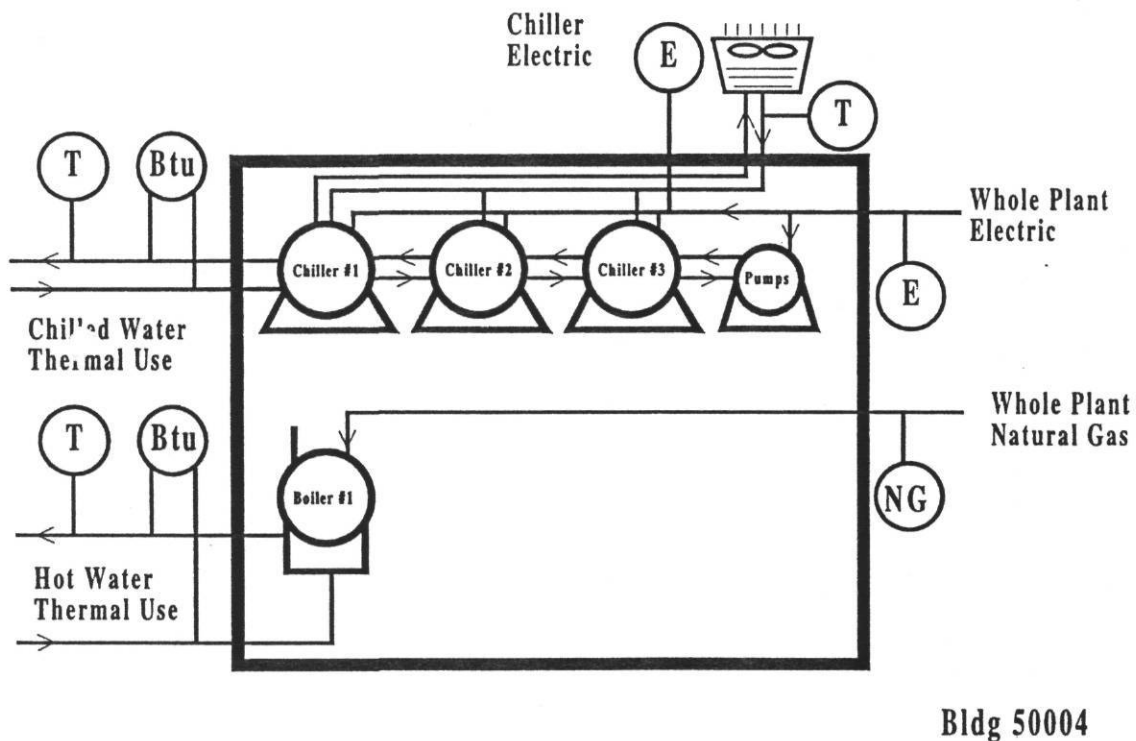 Chiller
Electric
E
T
T
Btu
Whole Plant
Electric
Chiller #1
Chiller #2
Chiller #3
Pumps
E
Water
Thermal Use
Whole Plant
Natural Gas
T
Btu
Boiler #1
NG
Hot Water
Thermal Use
Bldg 50004